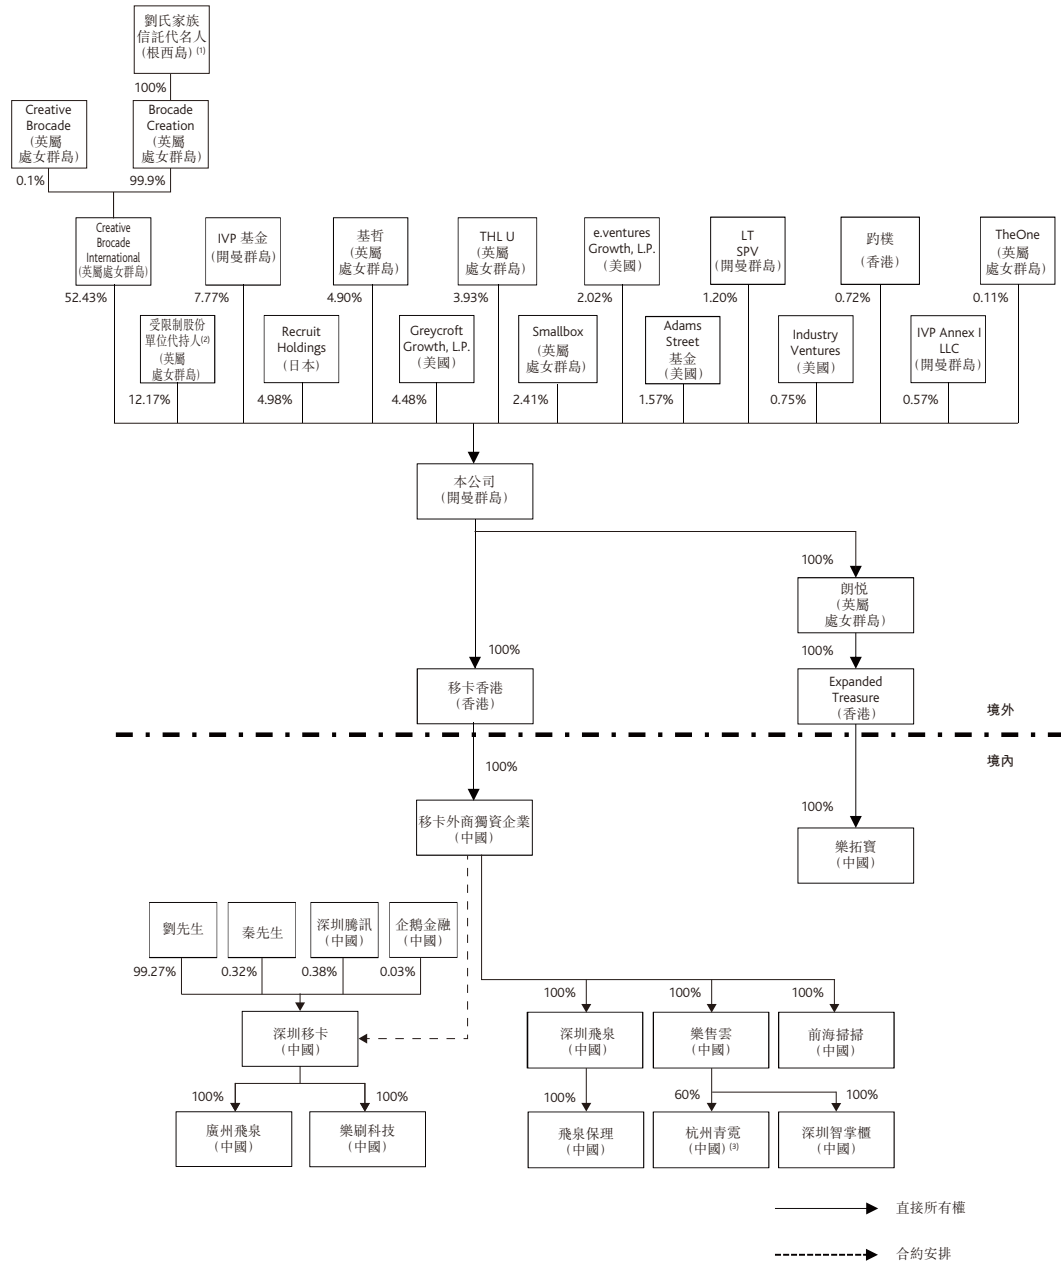 劉氏家族
信託代名人
(根西島) (1)
100%
Creative
Brocade
(英屬
處女群島)
Brocade
Creation
(英屬
處女群島)
0.1%
99.9%
Creative
Brocade
International
(英屬處女群島)
IVP 基金
(開曼群島)
基哲
(英屬
處女群島)
THL U
(英屬
處女群島)
e.ventures
Growth, L.P.
(美國)
LT
SPV
(開曼群島)
趵樸
(香港)
TheOne
(英屬
處女群島)
52.43%
7.77%
4.90%
3.93%
2.02%
1.20%
0.72%
0.11%
受限制股份
單位代持人(2)
(英屬
處女群島)
Recruit
Holdings
(日本)
Greycroft
Growth, L.P.
(美國)
Smallbox
(英屬
處女群島)
Adams
Street
基金
(美國)
Industry
Ventures
(美國)
IVP Annex I
LLC
(開曼群島)
12.17%
4.98%
4.48%
2.41%
1.57%
0.75%
0.57%
本公司
(開曼群島)
100%
朗悦
(英屬
處女群島)
100%
100%
移卡香港
(香港)
Expanded
Treasure
(香港)
境外
境內
100%
100%
移卡外商獨資企業
(中國)
樂拓寶
(中國)
劉先生
秦先生
深圳騰訊
(中國)
企鵝金融
(中國)
99.27%
0.32%
0.38%
0.03%
100%
100%
100%
深圳移卡
(中國)
深圳飛泉
(中國)
樂售雲
(中國)
前海掃掃
(中國)
100%
100%
100%
60%
100%
廣州飛泉
(中國)
樂刷科技
(中國)
飛泉保理
(中國)
杭州青霓
(中國) (3)
深圳智掌櫃
(中國)
直接所有權
合約安排